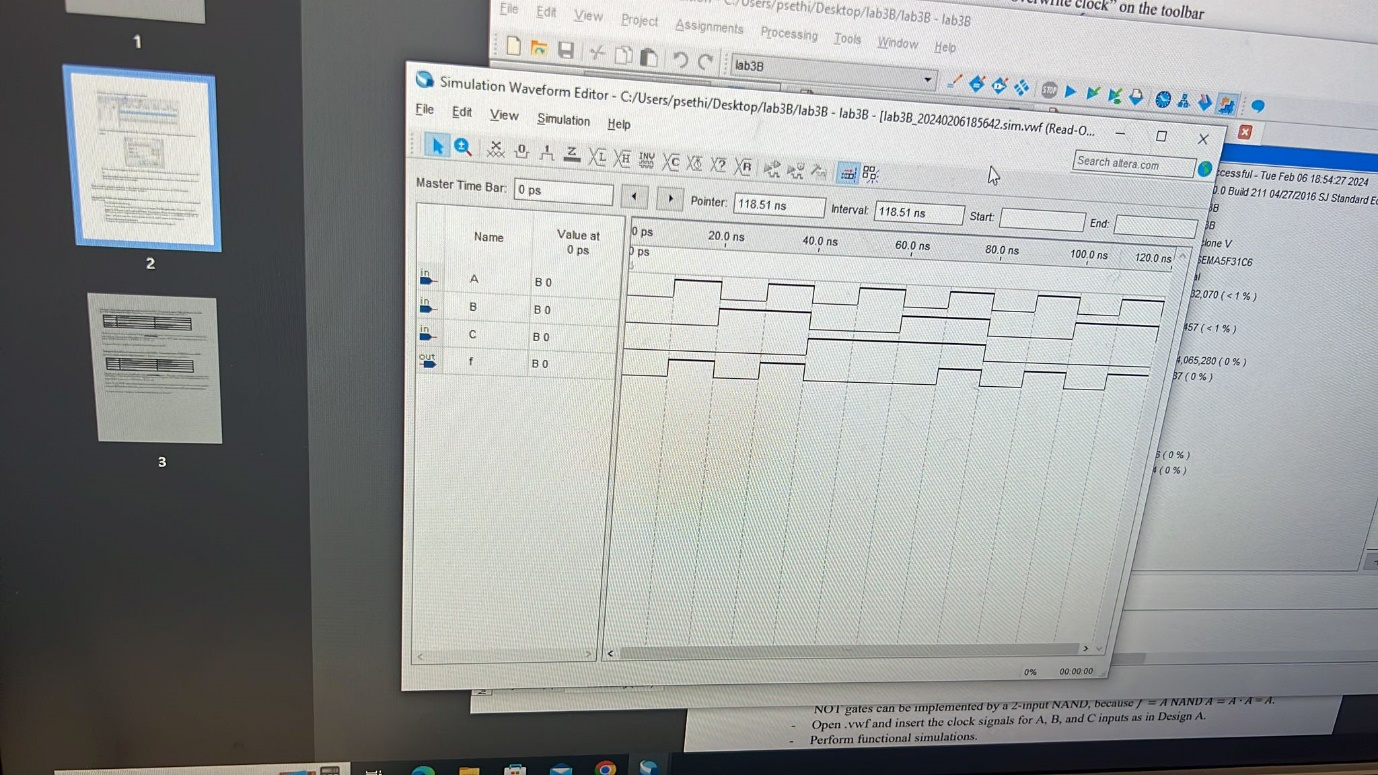 erwrite clock" on the toolbar
C:/Users/psethi/Desktop/lab3B/lab3B - lab3B
File Edit View Project Assignments Processing Tools Window Help
lab3B
STOP
1
2
3
Simulation Waveform Editor - C:/Users/psethi/Desktop/lab3B/lab3B - lab3B - [lab3B_20240206185642.sim.vwf (Read-O...
File Edit View Simulation Help
Search altera.com
Master Time Bar: 0 ps Pointer: 118.51 ns Interval: 118.51 ns Start: End:
Name Value at 0 ps
0 ps 20.0 ns 40.0 ns 60.0 ns 80.0 ns 100.0 ns 120.0 ns
0 ps
in A B 0
in B B 0
in C B 0
out f B 0
0% 00:00:00
ccessful - Tue Feb 06 18:54:27 2024
.0 Build 211 04/27/2016 SJ Standard Ed
3B
3B
lone V
SEMA5F31C6
al
32,070 ( < 1 % )
457 ( < 1 % )
4,065,280 ( 0 % )
87 ( 0 % )
6 ( 0 % )
4 ( 0 % )
NOT gates can be implemented by a 2-input NAND, because f = A NAND A = A · A = A.
- Open .vwf and insert the clock signals for A, B, and C inputs as in Design A.
- Perform functional simulations.